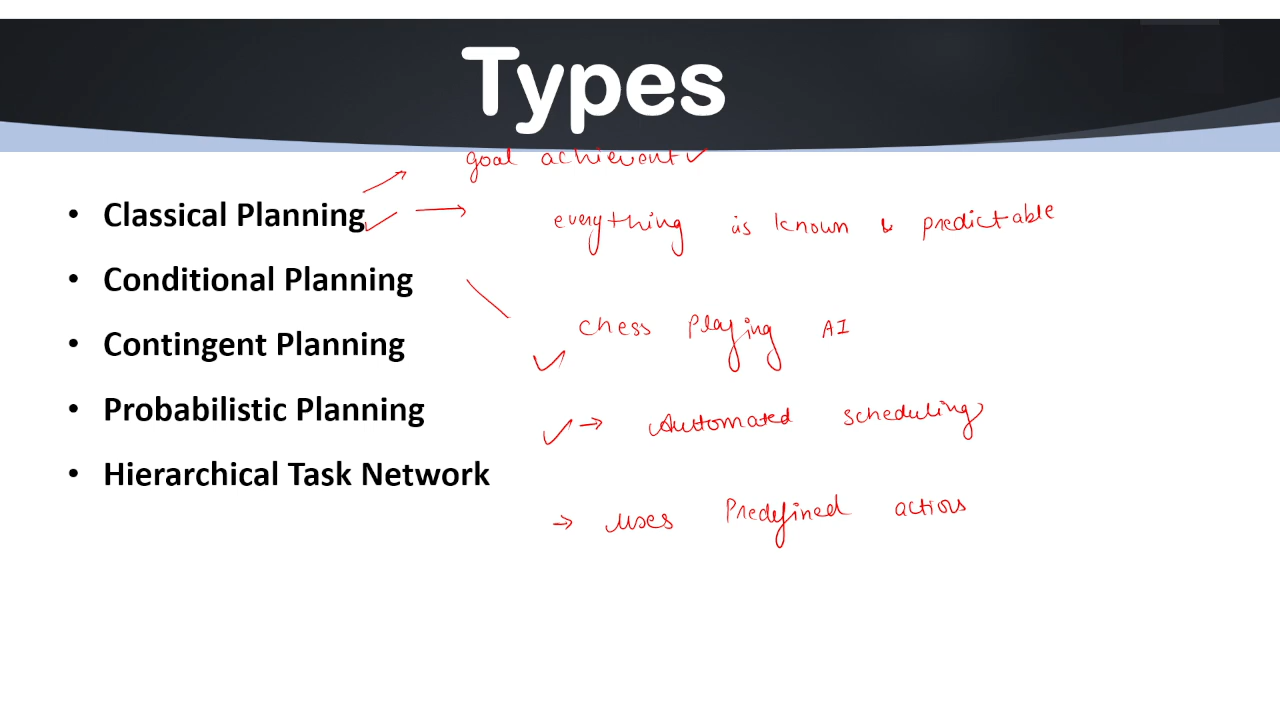 Types
goal achievent
• Classical Planning
everything is known & predictable
• Conditional Planning
chess playing AI
• Contingent Planning
• Probabilistic Planning
→ Automated scheduling
• Hierarchical Task Network
→ uses Predefined actions